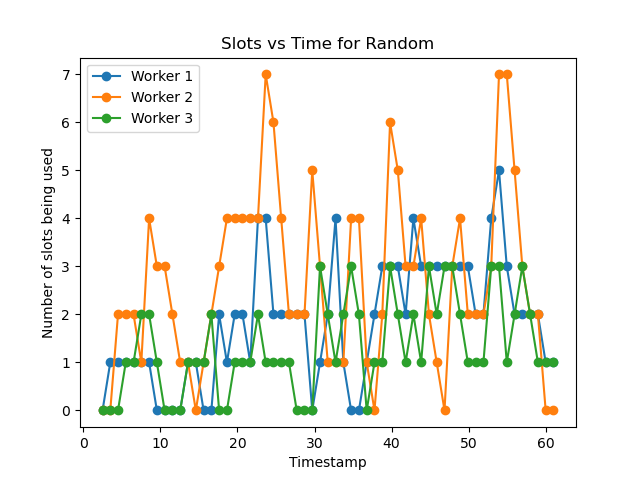 Slots vs Time for Random
Worker 1
Worker 2
Worker 3
Number of slots being used
7
6
5
4
3
2
1
0
0 10 20 30 40 50 60
Timestamp